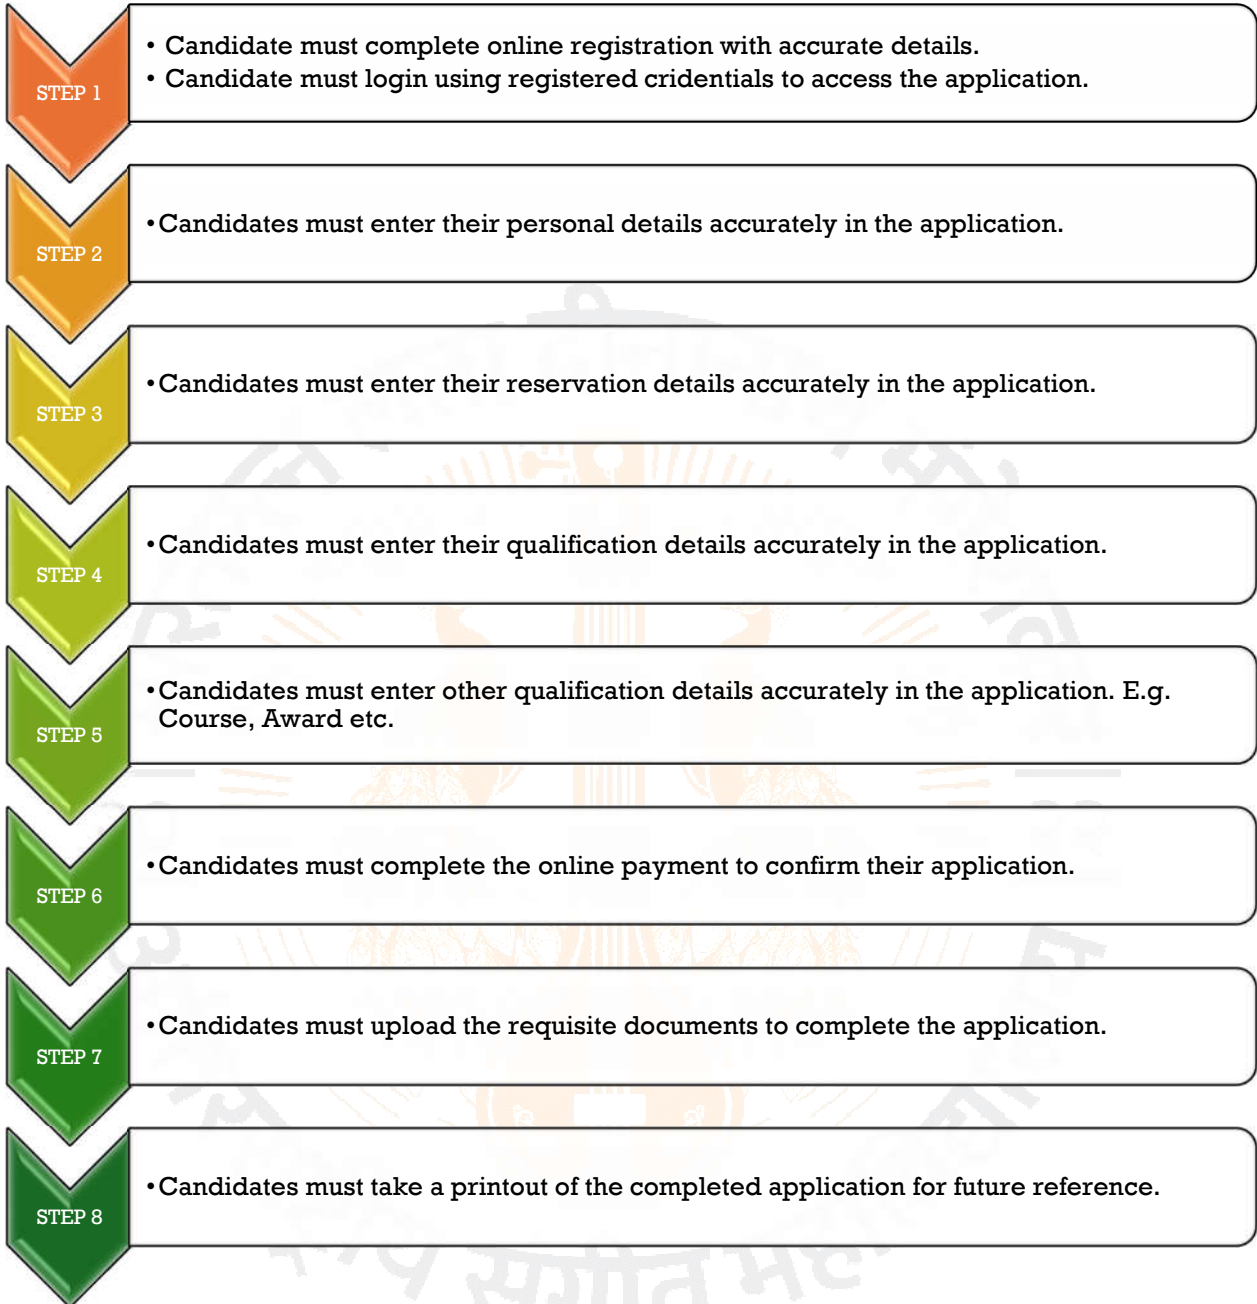 STEP 1
• Candidate must complete online registration with accurate details.
• Candidate must login using registered cridentials to access the application.
STEP 2
• Candidates must enter their personal details accurately in the application.
STEP 3
• Candidates must enter their reservation details accurately in the application.
STEP 4
• Candidates must enter their qualification details accurately in the application.
STEP 5
• Candidates must enter other qualification details accurately in the application. E.g.
Course, Award etc.
STEP 6
• Candidates must complete the online payment to confirm their application.
STEP 7
• Candidates must upload the requisite documents to complete the application.
STEP 8
• Candidates must take a printout of the completed application for future reference.